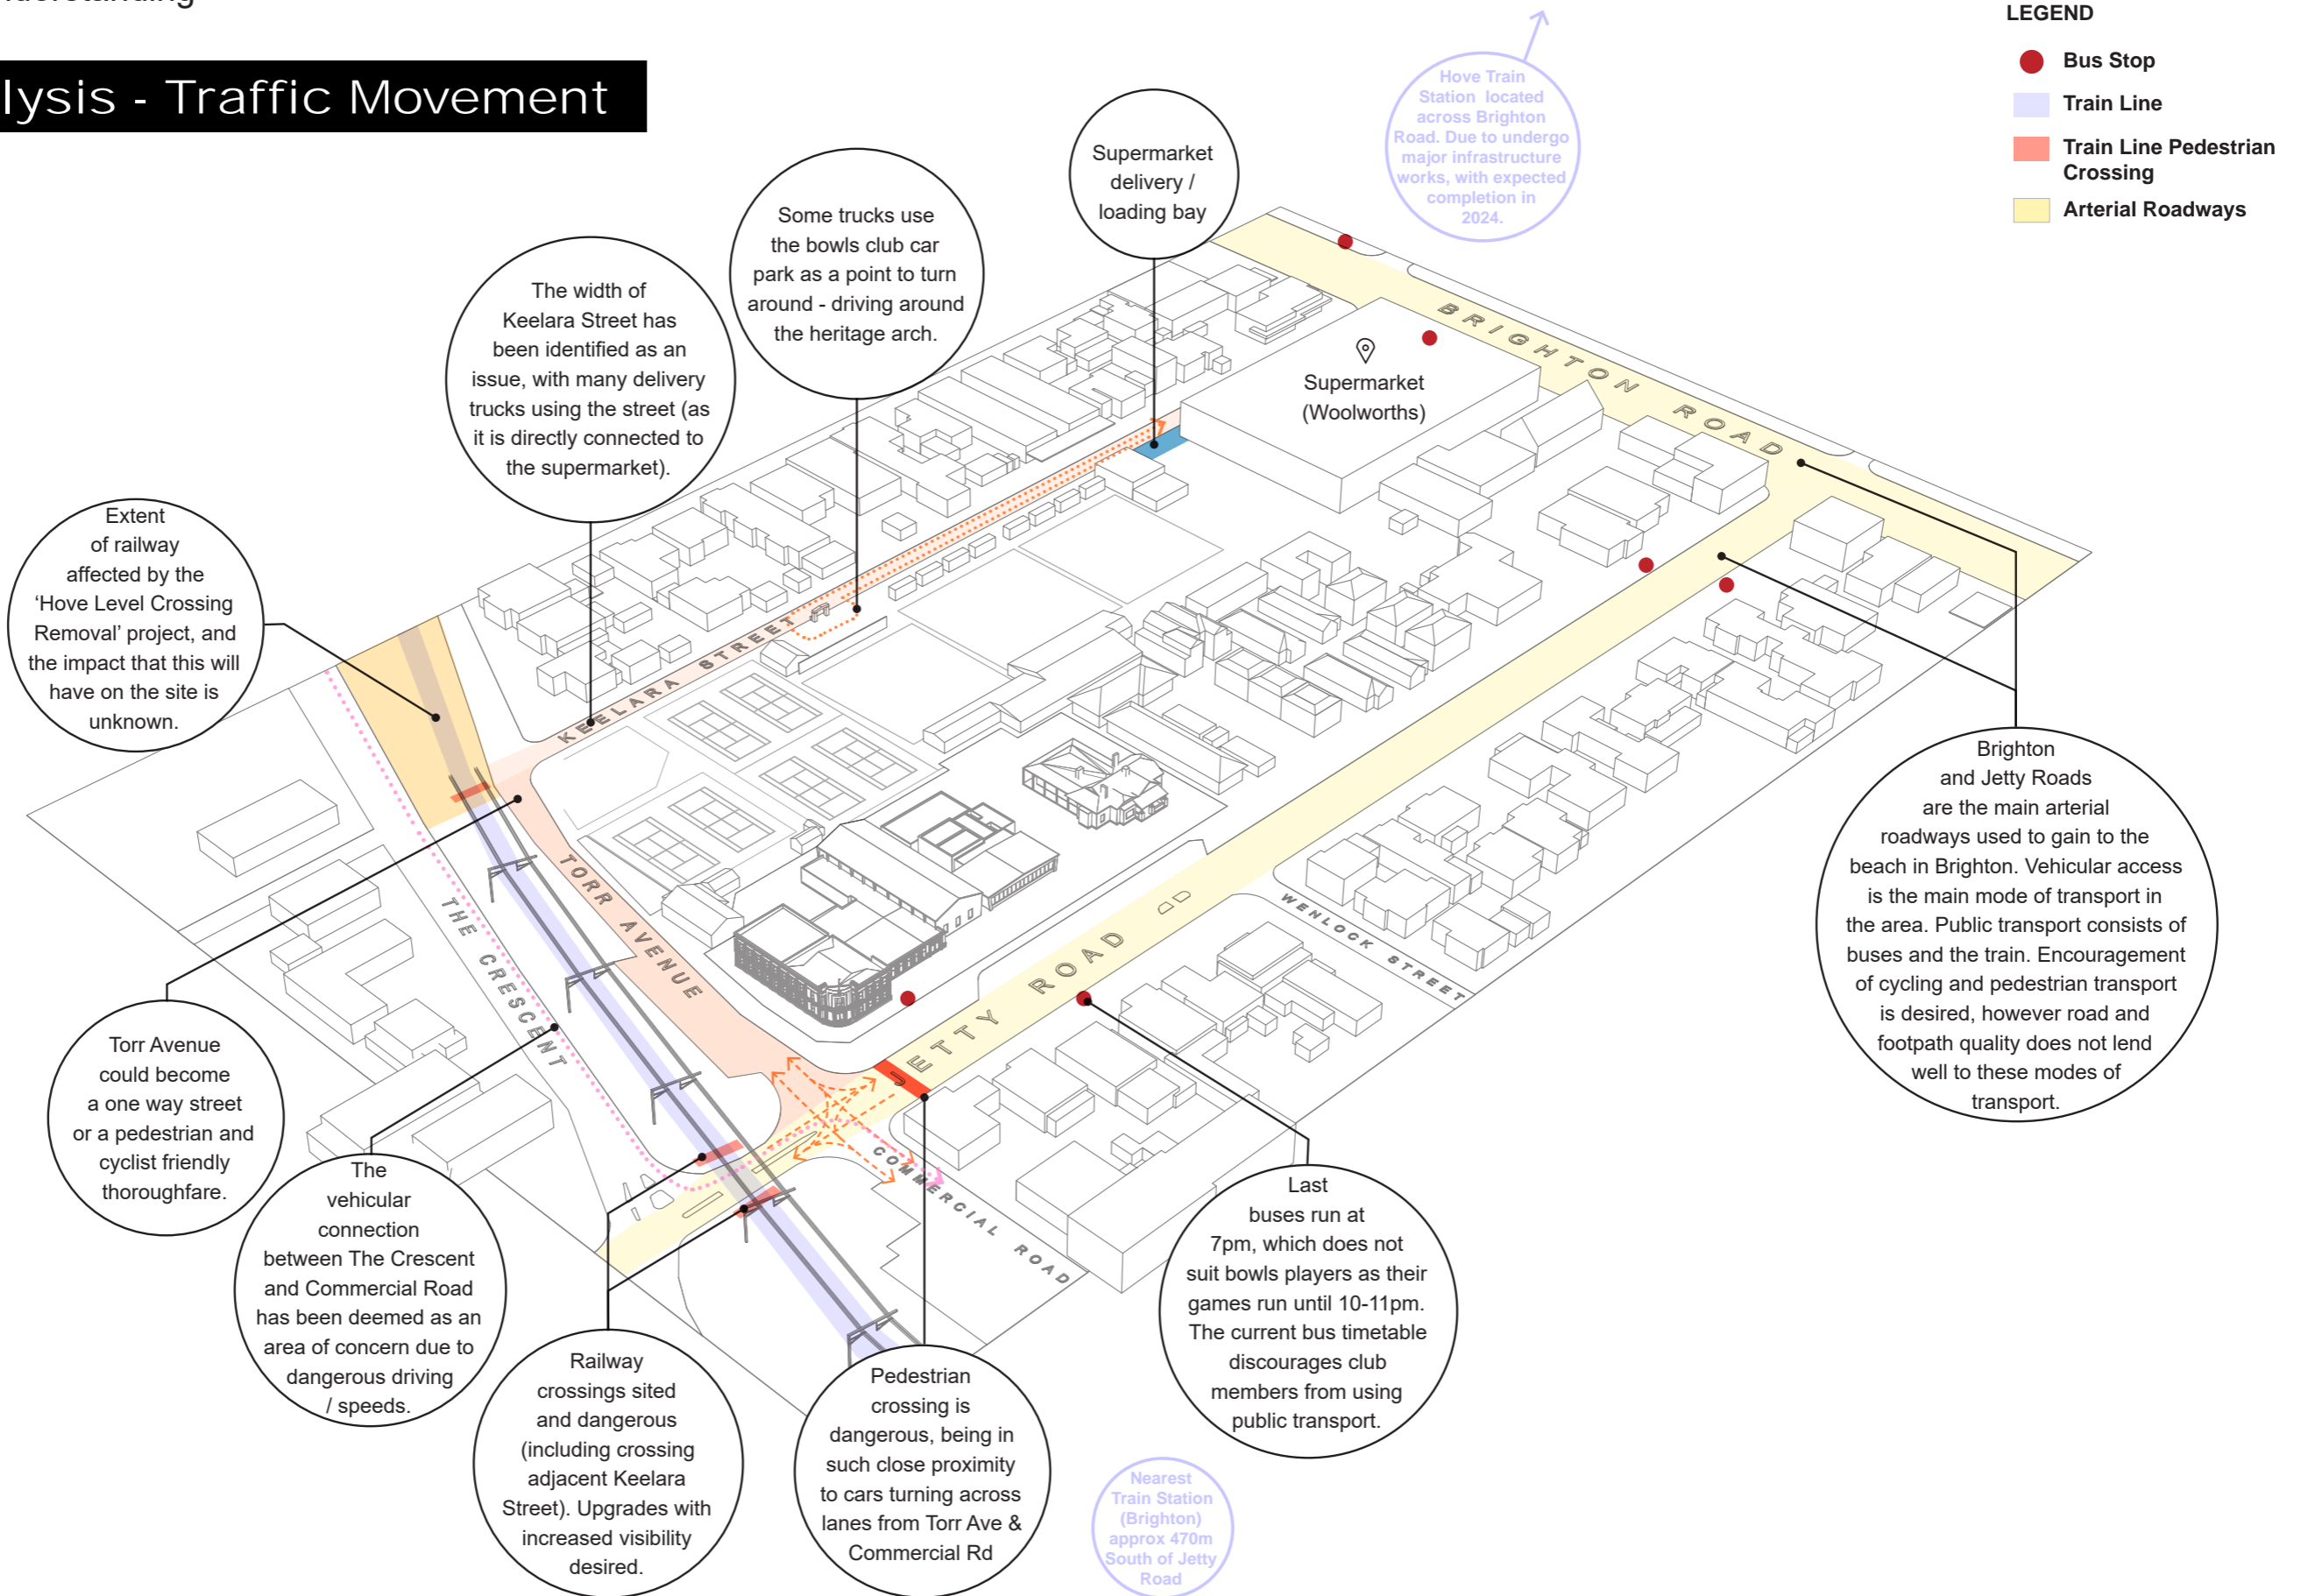 LEGEND
Bus Stop
Train Line
Train Line Pedestrian
Crossing
Arterial Roadways
lysis - Traffic Movement
Hove Train
Station located
across Brighton
Road. Due to undergo
major infrastructure
works, with expected
completion in
2024.
Supermarket
delivery /
loading bay
Some trucks use
the bowls club car
park as a point to turn
around - driving around
the heritage arch.
The width of
Keelara Street has
been identified as an
issue, with many delivery
trucks using the street (as
it is directly connected to
the supermarket).
Extent
of railway
affected by the
‘Hove Level Crossing
Removal’ project, and
the impact that this will
have on the site is
unknown.
Supermarket
(Woolworths)
BRIGHTON ROAD
KEELARA STREET
TORR AVENUE
THE CRESCENT
JETTY ROAD
WENLOCK STREET
COMMERCIAL ROAD
Brighton
and Jetty Roads
are the main arterial
roadways used to gain to the
beach in Brighton. Vehicular access
is the main mode of transport in
the area. Public transport consists of
buses and the train. Encouragement
of cycling and pedestrian transport
is desired, however road and
footpath quality does not lend
well to these modes of
transport.
Torr Avenue
could become
a one way street
or a pedestrian and
cyclist friendly
thoroughfare.
The
vehicular
connection
between The Crescent
and Commercial Road
has been deemed as an
area of concern due to
dangerous driving
/ speeds.
Railway
crossings sited
and dangerous
(including crossing
adjacent Keelara
Street). Upgrades with
increased visibility
desired.
Pedestrian
crossing is
dangerous, being in
such close proximity
to cars turning across
lanes from Torr Ave &
Commercial Rd
Last
buses run at
7pm, which does not
suit bowls players as their
games run until 10-11pm.
The current bus timetable
discourages club
members from using
public transport.
Nearest
Train Station
(Brighton)
approx 470m
South of Jetty
Road